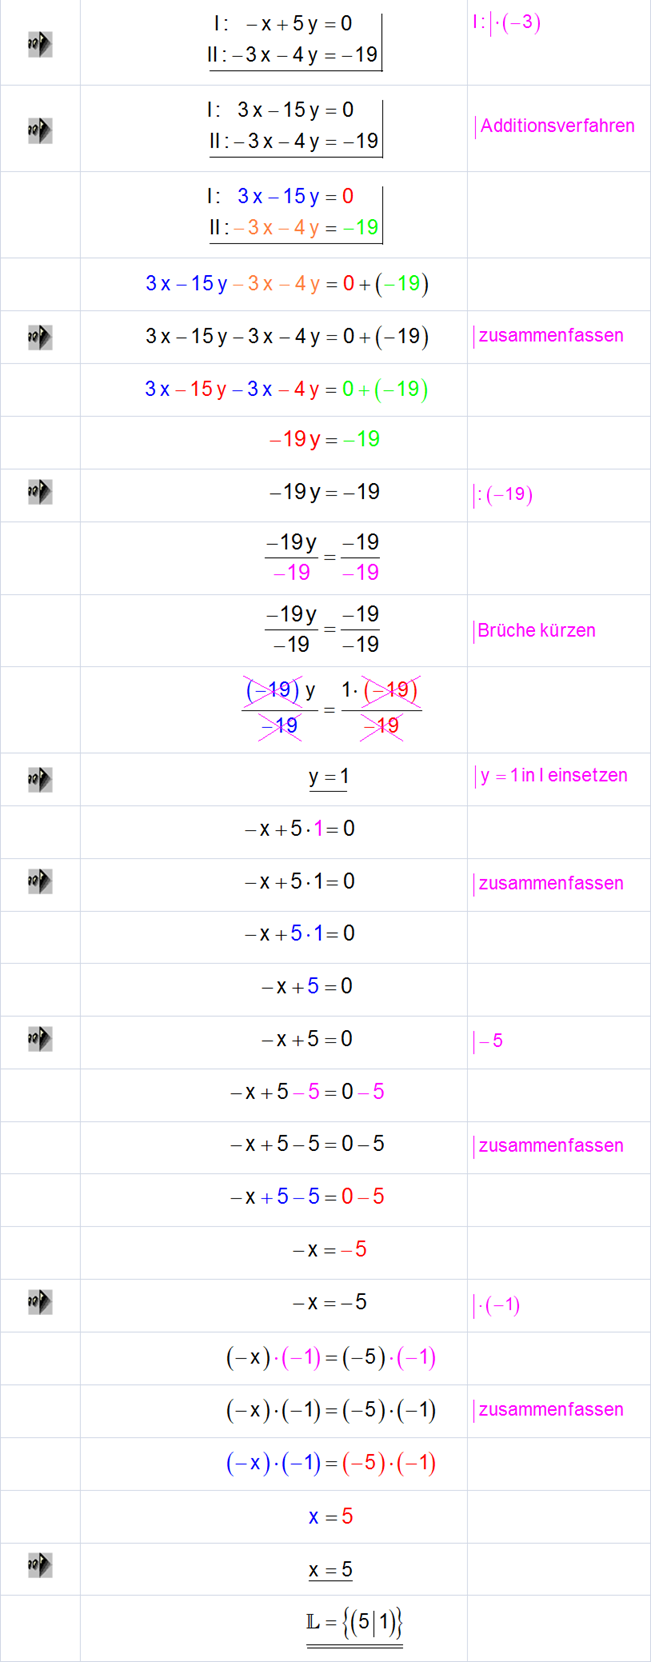 I: −x+5y=0 I:|·(−3)
II:−3x−4y=−19
I: 3x−15y=0
II:−3x−4y=−19 |Additionsverfahren
I: 3x−15y=0
II:−3x−4y=−19
3x−15y−3x−4y=0+(−19)
3x−15y−3x−4y=0+(−19) |zusammenfassen
3x−15y−3x−4y=0+(−19)
−19y=−19
−19y=−19 |:(−19)
−19y/−19=−19/−19
−19y/−19=−19/−19 |Brüche kürzen
(−19)y/−19=1·(−19)/−19
y=1 |y=1 in I einsetzen
−x+5·1=0
−x+5·1=0 |zusammenfassen
−x+5·1=0
−x+5=0
−x+5=0 |−5
−x+5−5=0−5
−x+5−5=0−5 |zusammenfassen
−x+5−5=0−5
−x=−5
−x=−5 |·(−1)
(−x)·(−1)=(−5)·(−1)
(−x)·(−1)=(−5)·(−1) |zusammenfassen
(−x)·(−1)=(−5)·(−1)
x=5
x=5
𝕃={(5|1)}